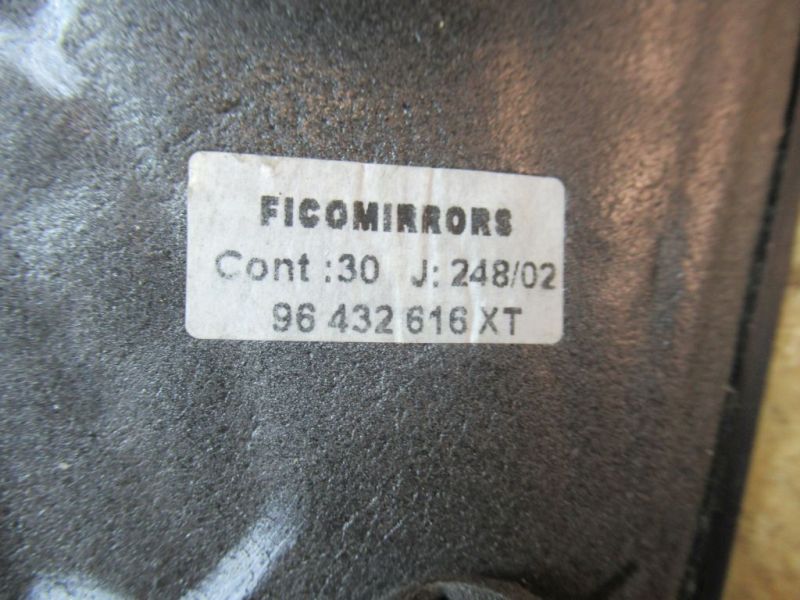 FICOMIRRORS
Cont :30 J: 248/02
96 432 616 XT